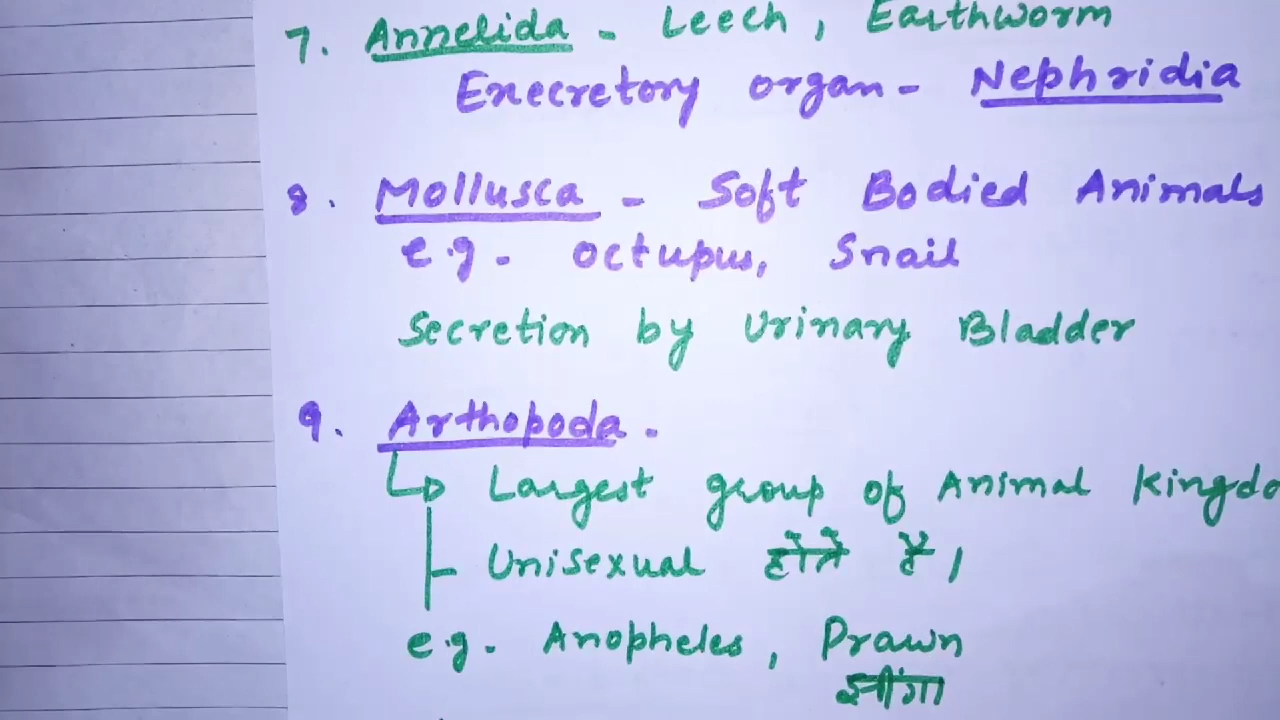 7. Annelida - Leech, Earthworm
Execretory organ - Nephridia
8. Mollusca - Soft Bodied Animals
e.g. octupus, Snail
Secretion by Urinary Bladder
9. Arthopoda.
Largest group of Animal Kingdo
Unisexual होते है।
e.g. Anopheles, Prawn
झींगा